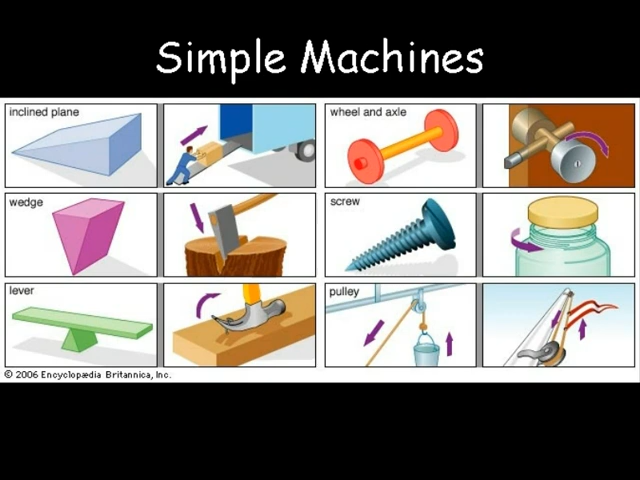 Simple Machines
inclined plane
wheel and axle
wedge
screw
lever
pulley
© 2006 Encyclopædia Britannica, Inc.